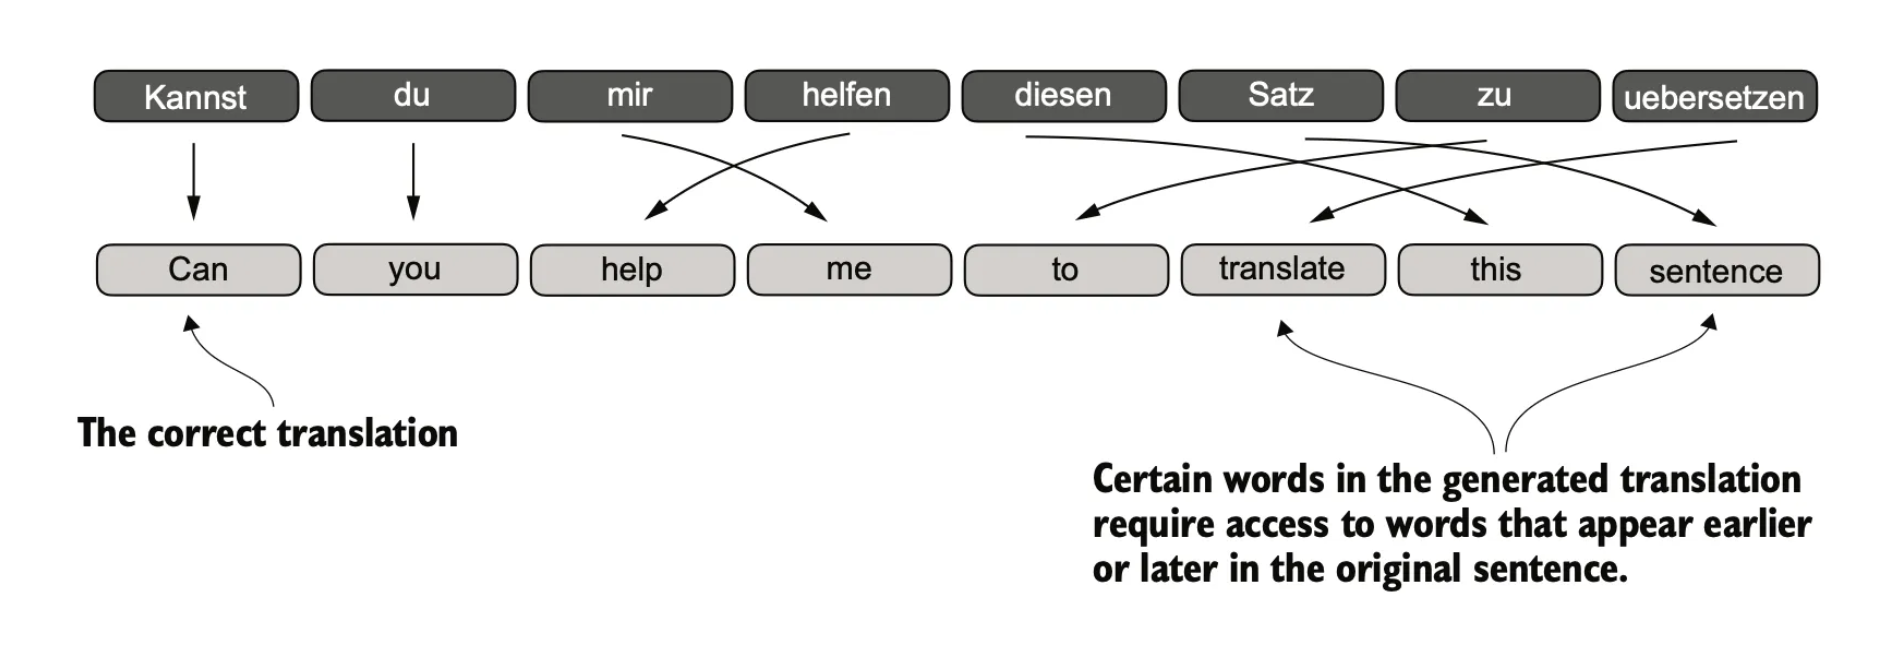 Kannst du mir helfen diesen Satz zu uebersetzen
Can you help me to translate this sentence
The correct translation
Certain words in the generated translation
require access to words that appear earlier
or later in the original sentence.